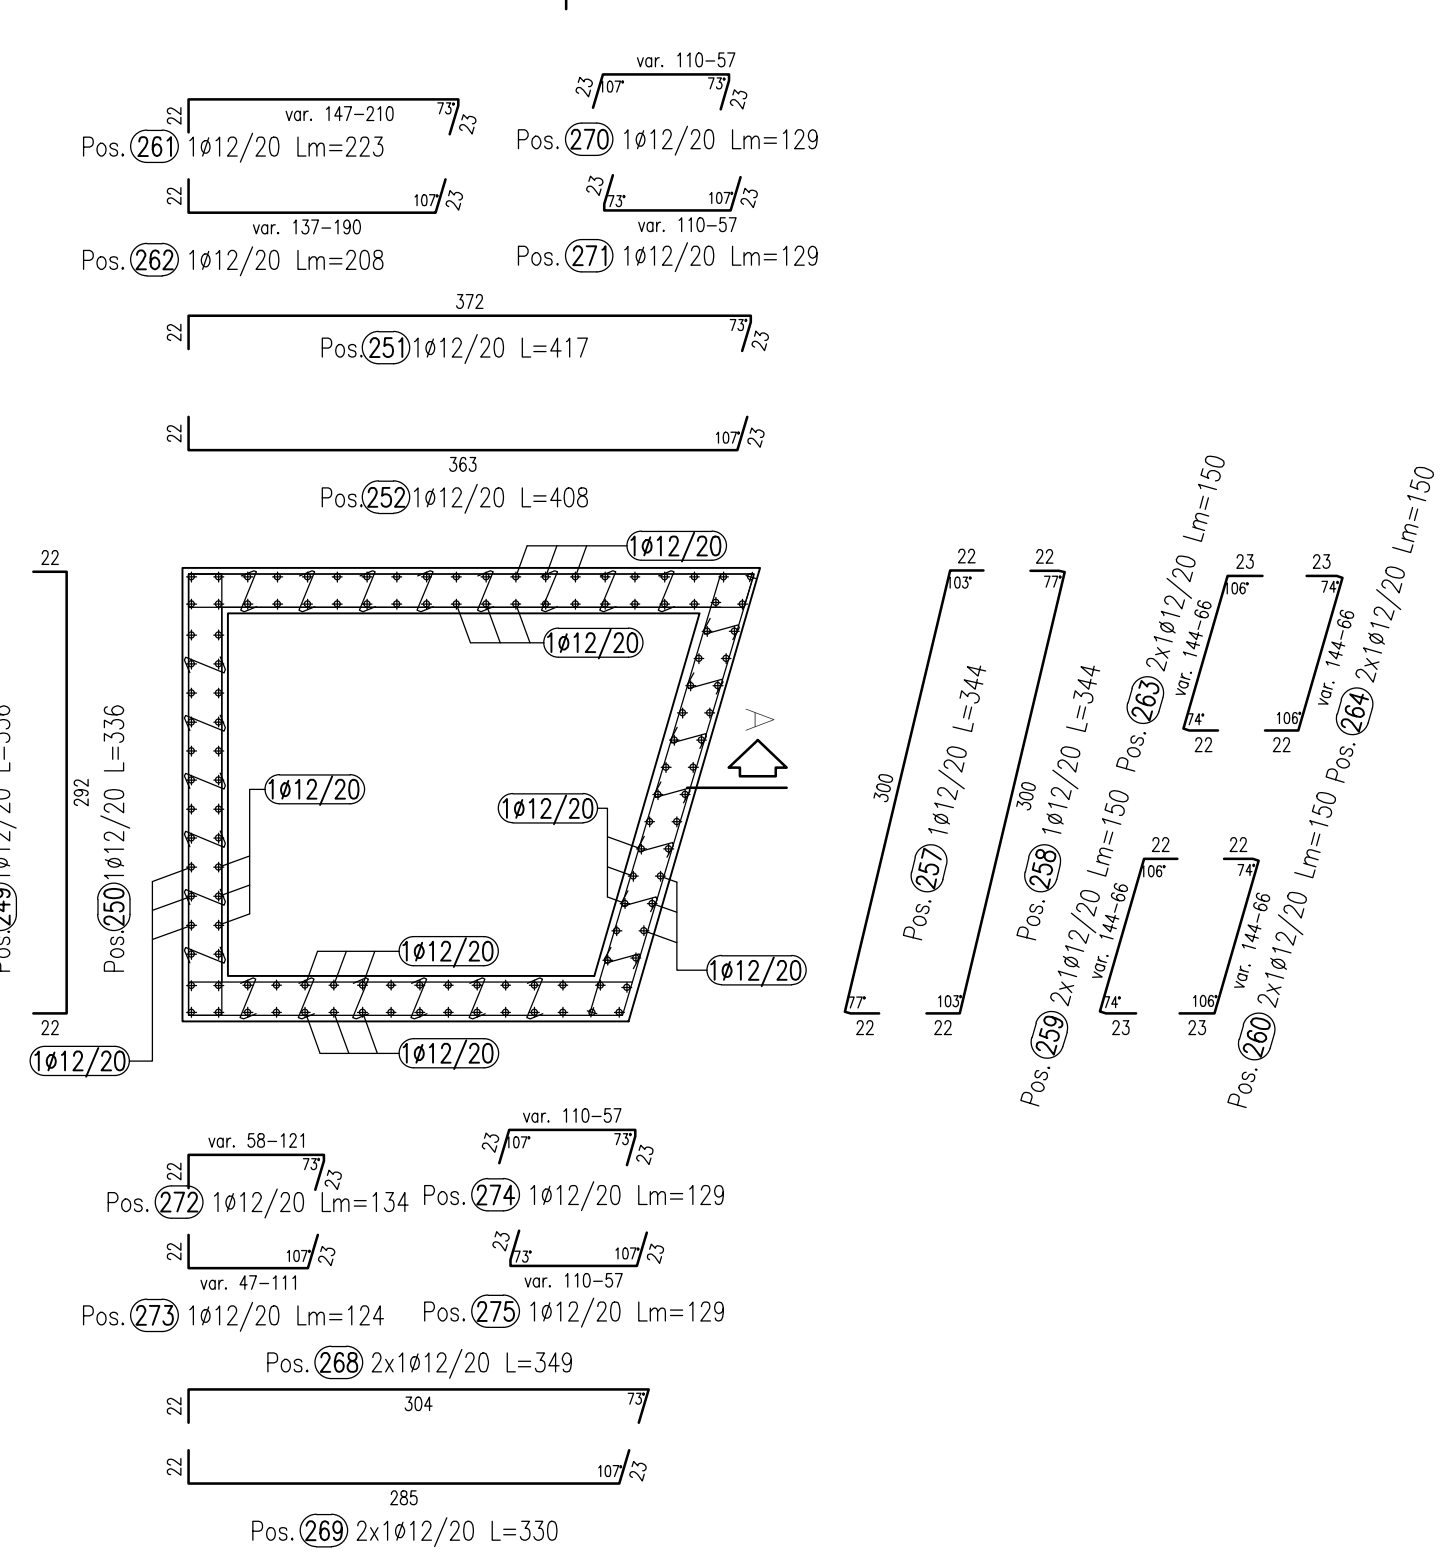 var. 110-57
23
107°
73°
23
Pos. 270 1ø12/20 Lm=129
22
var. 147-210
73°
23
Pos. 261 1ø12/20 Lm=223
22
107°
23
var. 137-190
Pos. 262 1ø12/20 Lm=208
23
73°
107°
23
var. 110-57
Pos. 271 1ø12/20 Lm=129
372
22
73°
23
Pos. 251 1ø12/20 L=417
22
107°
23
363
Pos. 252 1ø12/20 L=408
1ø12/20
1ø12/20
1ø12/20
1ø12/20
1ø12/20
1ø12/20
1ø12/20
1ø12/20
A
22
292
22
Pos. 249 1ø12/20
Pos. 250 1ø12/20 L=336
22
103°
300
77°
22
Pos. 257 1ø12/20 L=344
22
77°
300
103°
22
Pos. 258 1ø12/20 L=344
23
106°
var. 144-66
74°
22
Pos. 263 2x1ø12/20 Lm=150
23
74°
var. 144-66
106°
22
Pos. 264 2x1ø12/20 Lm=150
22
106°
var. 144-66
74°
23
Pos. 259 2x1ø12/20 Lm=150
22
74°
var. 144-66
106°
23
Pos. 260 2x1ø12/20 Lm=150
var. 58-121
22
73°
23
Pos. 272 1ø12/20 Lm=134
var. 110-57
23
107°
73°
23
Pos. 274 1ø12/20 Lm=129
22
107°
23
var. 47-111
Pos. 273 1ø12/20 Lm=124
23
73°
107°
23
var. 110-57
Pos. 275 1ø12/20 Lm=129
Pos. 268 2x1ø12/20 L=349
22
304
73°
22
107°
23
285
Pos. 269 2x1ø12/20 L=330